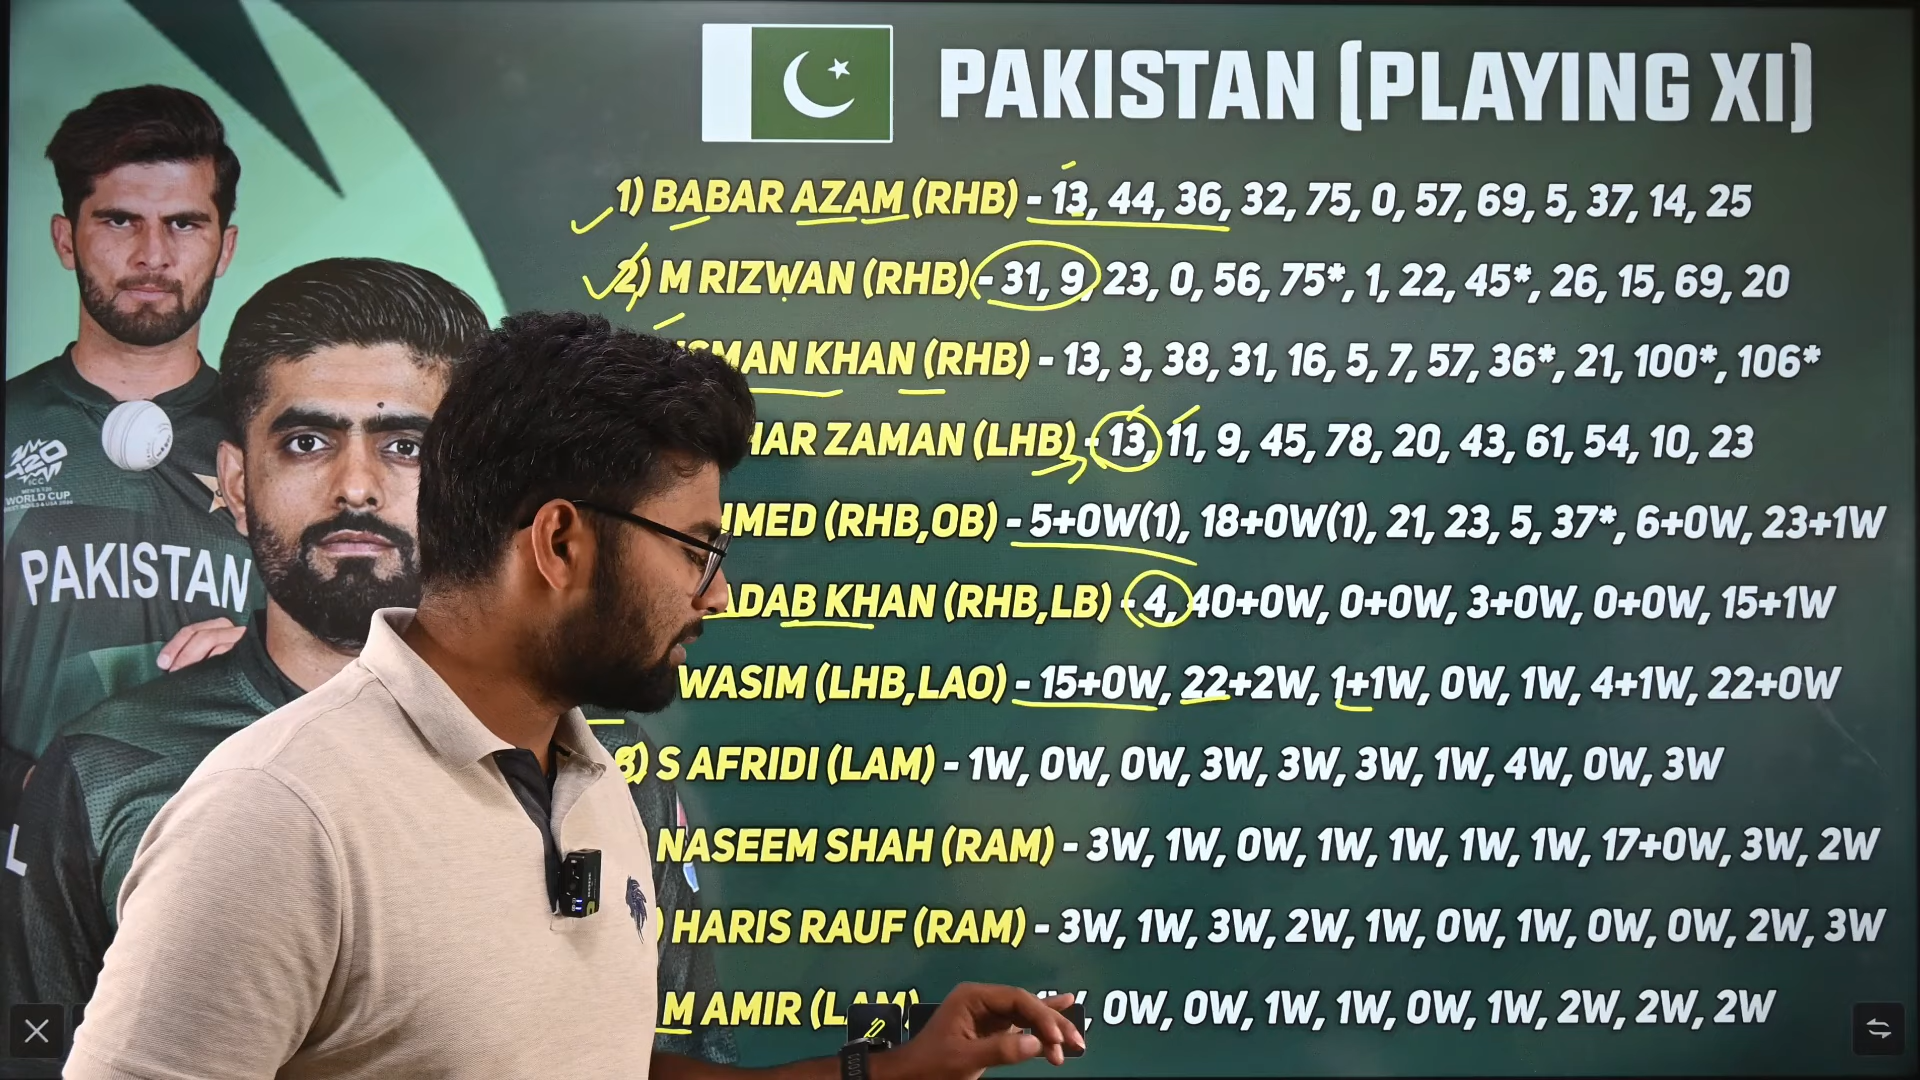 PAKISTAN (PLAYING XI)
1) BABAR AZAM (RHB) - 13, 44, 36, 32, 75, 0, 57, 69, 5, 37, 14, 25
2) M RIZWAN (RHB) - 31, 9, 23, 0, 56, 75*, 1, 22, 45*, 26, 15, 69, 20
KHAN (RHB) - 13, 3, 38, 31, 16, 5, 7, 57, 36*, 21, 100*, 106*
ZAMAN (LHB) - 13, 11, 9, 45, 78, 20, 43, 61, 54, 10, 23
(RHB,OB) - 5+0W(1), 18+0W(1), 21, 23, 5, 37*, 6+0W, 23+1W
KHAN (RHB,LB) - 4, 40+0W, 0+0W, 3+0W, 0+0W, 15+1W
WASIM (LHB,LAO) - 15+0W, 22+2W, 1+1W, 0W, 1W, 4+1W, 22+0W
8) S AFRIDI (LAM) - 1W, 0W, 0W, 3W, 3W, 3W, 1W, 4W, 0W, 3W
NASEEM SHAH (RAM) - 3W, 1W, 0W, 1W, 1W, 1W, 1W, 17+0W, 3W, 2W
) HARIS RAUF (RAM) - 3W, 1W, 3W, 2W, 1W, 0W, 1W, 0W, 0W, 2W, 3W
M AMIR (LAM) 1W, 0W, 0W, 1W, 1W, 0W, 1W, 2W, 2W, 2W
T20
ICC
WORLD CUP
PAKISTAN